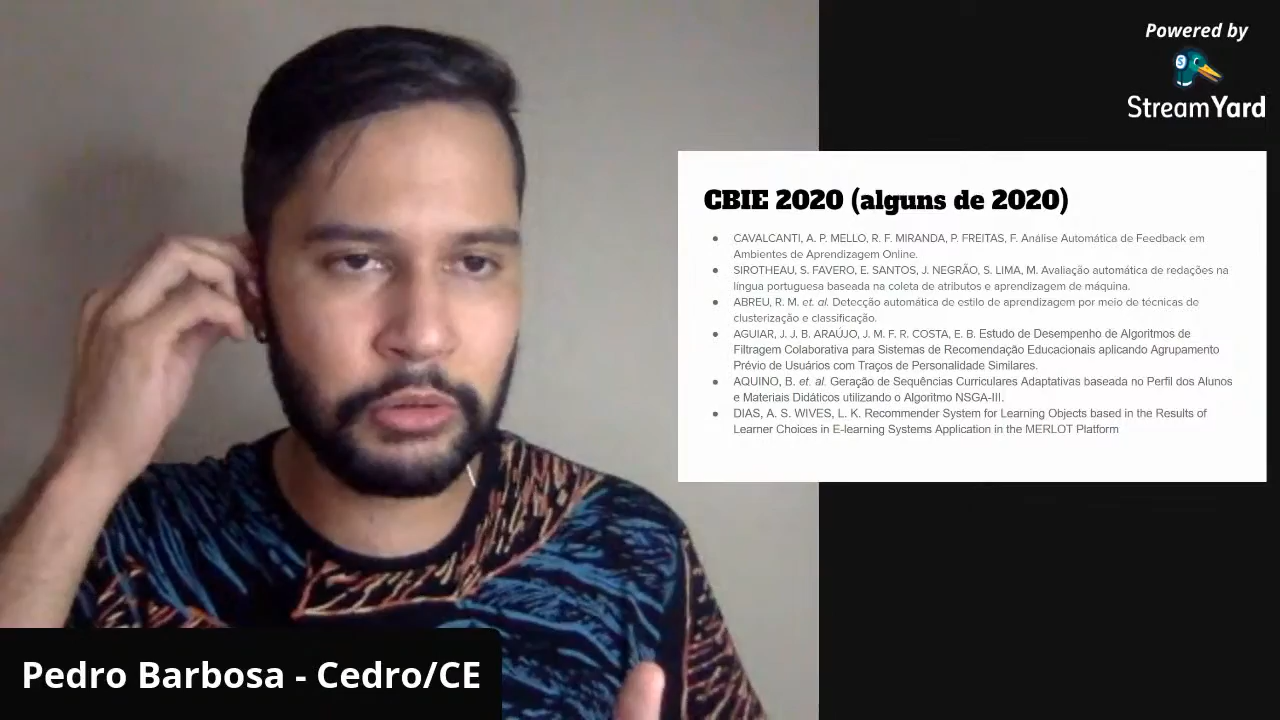 Powered by
StreamYard
CBIE 2020 (alguns de 2020)
● CAVALCANTI, A. P. MELLO, R. F. MIRANDA, P. FREITAS, F. Análise Automática de Feedback em
Ambientes de Aprendizagem Online.
● SIROTHEAU, S. FAVERO, E. SANTOS, J. NEGRÃO, S. LIMA, M. Avaliação automática de redações na
língua portuguesa baseada na coleta de atributos e aprendizagem de máquina.
● ABREU, R. M. et. al. Detecção automática de estilo de aprendizagem por meio de técnicas de
clusterização e classificação.
● AGUIAR, J. J. B. ARAÚJO, J. M. F. R. COSTA, E. B. Estudo de Desempenho de Algoritmos de
Filtragem Colaborativa para Sistemas de Recomendação Educacionais aplicando Agrupamento
Prévio de Usuários com Traços de Personalidade Similares.
● AQUINO, B. et. al. Geração de Sequências Curriculares Adaptativas baseada no Perfil dos Alunos
e Materiais Didáticos utilizando o Algoritmo NSGA-III.
● DIAS, A. S. WIVES, L. K. Recommender System for Learning Objects based in the Results of
Learner Choices in E-learning Systems Application in the MERLOT Platform
Pedro Barbosa - Cedro/CE